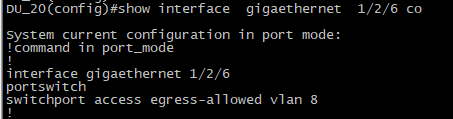 DU_20(config)#show interface  gigaethernet  1/2/6 co
System current configuration in port mode:
!command in port_mode
!
interface gigaethernet 1/2/6
portswitch
switchport access egress-allowed vlan 8
!